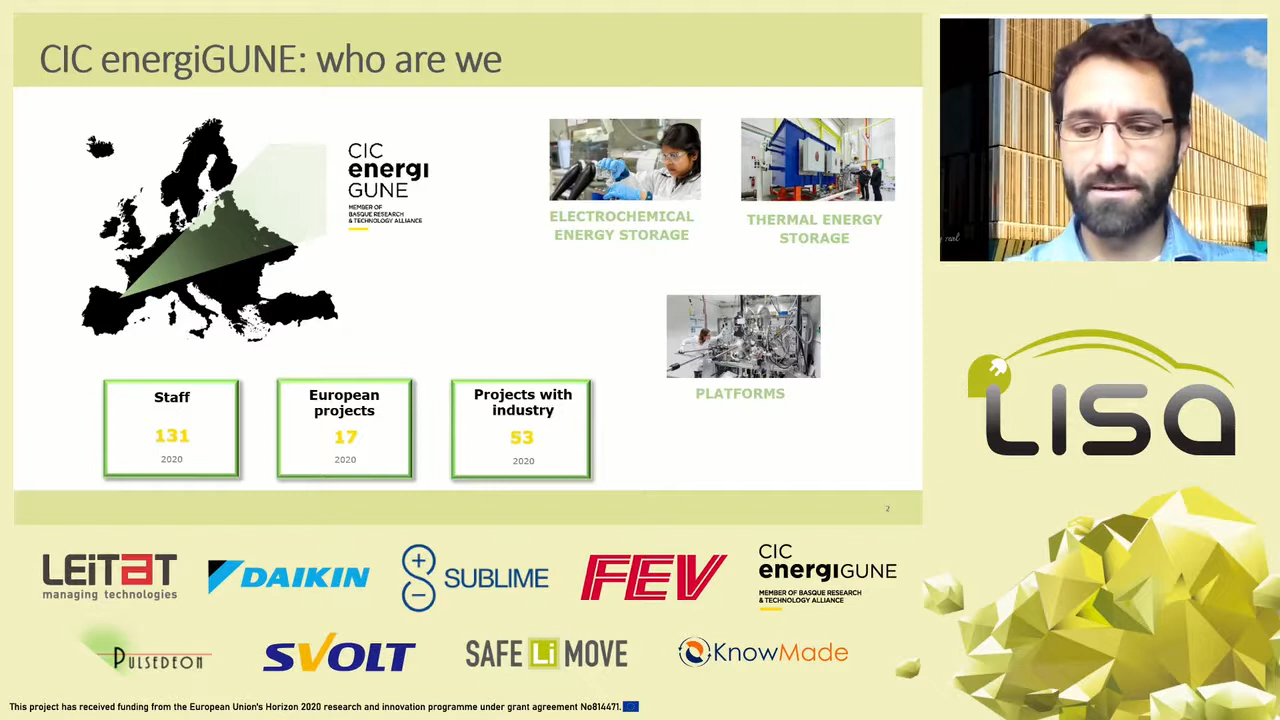 CIC energiGUNE: who are we
CIC
energi
GUNE
MEMBER OF
BASQUE RESEARCH
& TECHNOLOGY ALLIANCE
ELECTROCHEMICAL
ENERGY STORAGE
THERMAL ENERGY
STORAGE
PLATFORMS
Staff
131
2020
European
projects
17
2020
Projects with
industry
53
2020
2
LISA
LEITAT
managing technologies
DAIKIN
SUBLIME
FEV
CIC
energiGUNE
MEMBER OF BASQUE RESEARCH
& TECHNOLOGY ALLIANCE
PULSEDEON
SVOLT
SAFE Li MOVE
KnowMade
This project has received funding from the European Union's Horizon 2020 research and innovation programme under grant agreement No814471.